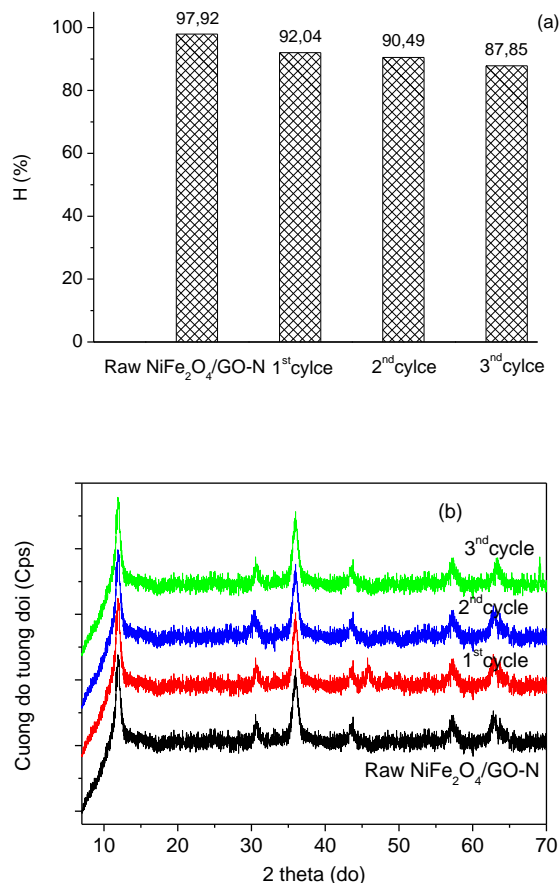 (a)
97,92
92,04
90,49
87,85
100
80
60
40
20
0
H (%)
Raw NiFe₂O₄/GO-N 1ˢᵗcylce 2ⁿᵈcylce 3ⁿᵈcylce
(b)
3ⁿᵈcycle
2ⁿᵈcycle
1ˢᵗcycle
Raw NiFe₂O₄/GO-N
Cuong do tuong doi (Cps)
10 20 30 40 50 60 70
2 theta (do)